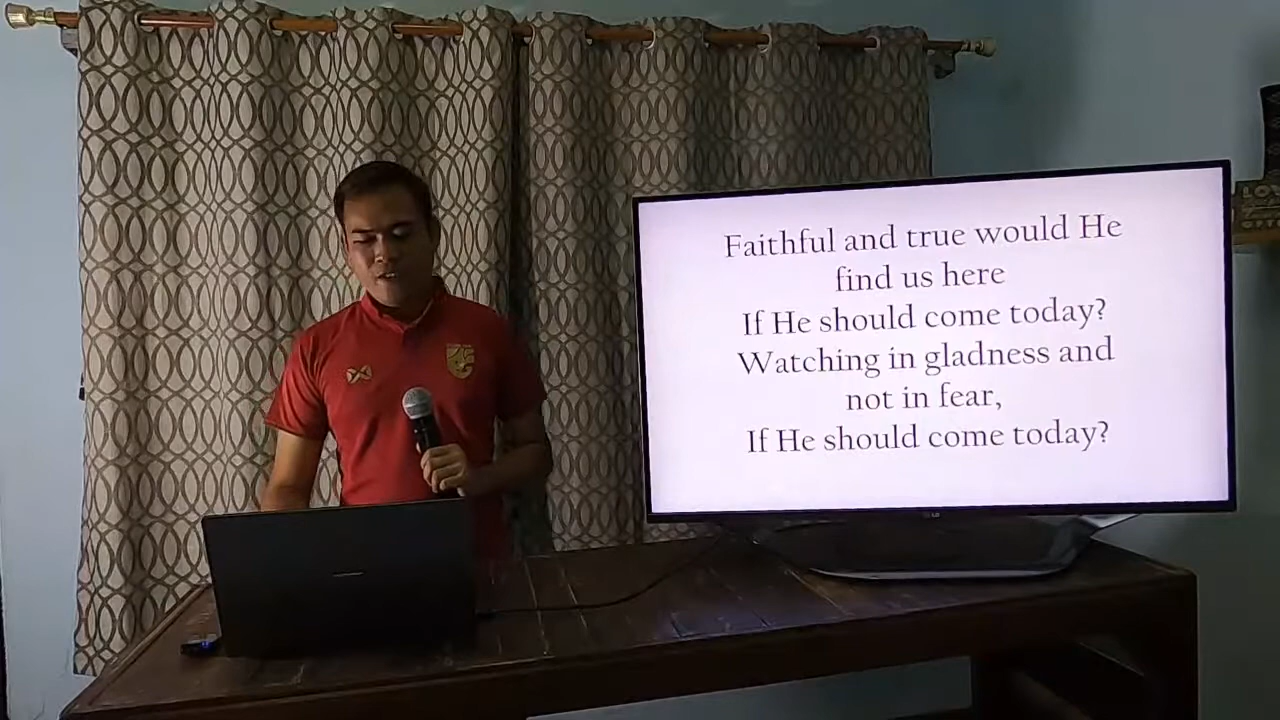 Faithful and true would He
find us here
If He should come today?
Watching in gladness and
not in fear,
If He should come today?
LG